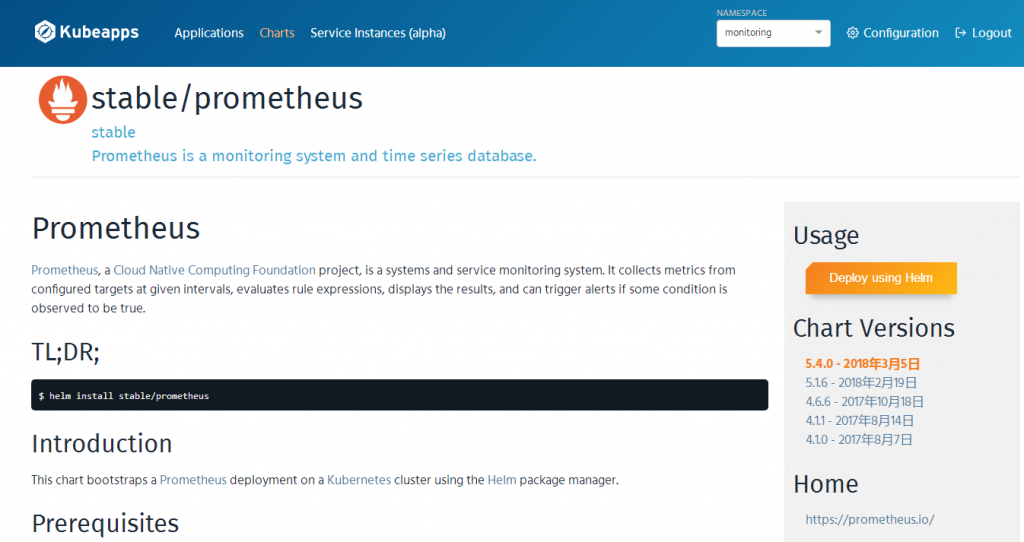 Kubeapps
Applications
Charts
Service Instances (alpha)
NAMESPACE
monitoring
Configuration
Logout
stable/prometheus
stable
Prometheus is a monitoring system and time series database.
Prometheus
Prometheus, a Cloud Native Computing Foundation project, is a systems and service monitoring system. It collects metrics from
configured targets at given intervals, evaluates rule expressions, displays the results, and can trigger alerts if some condition is
observed to be true.
TL;DR;
$ helm install stable/prometheus
Introduction
This chart bootstraps a Prometheus deployment on a Kubernetes cluster using the Helm package manager.
Prerequisites
Usage
Deploy using Helm
Chart Versions
5.4.0 - 2018年3月5日
5.1.6 - 2018年2月19日
4.6.6 - 2017年10月18日
4.1.1 - 2017年8月14日
4.1.0 - 2017年8月7日
Home
https://prometheus.io/